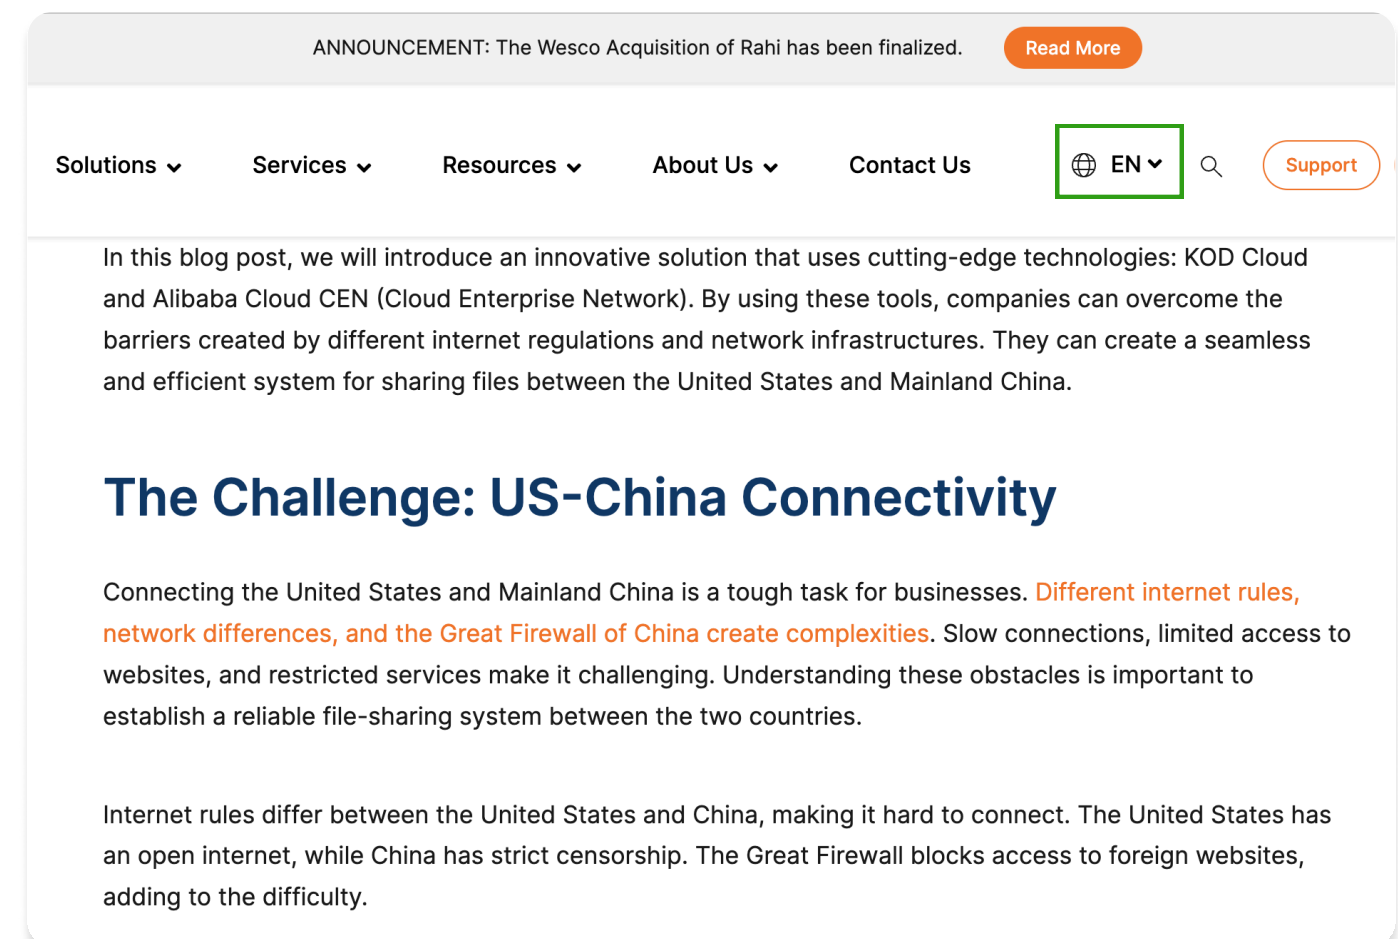 ANNOUNCEMENT: The Wesco Acquisition of Rahi has been finalized. Read More
Solutions Services Resources About Us Contact Us EN Support
In this blog post, we will introduce an innovative solution that uses cutting-edge technologies: KOD Cloud
and Alibaba Cloud CEN (Cloud Enterprise Network). By using these tools, companies can overcome the
barriers created by different internet regulations and network infrastructures. They can create a seamless
and efficient system for sharing files between the United States and Mainland China.
The Challenge: US-China Connectivity
Connecting the United States and Mainland China is a tough task for businesses. Different internet rules,
network differences, and the Great Firewall of China create complexities. Slow connections, limited access to
websites, and restricted services make it challenging. Understanding these obstacles is important to
establish a reliable file-sharing system between the two countries.
Internet rules differ between the United States and China, making it hard to connect. The United States has
an open internet, while China has strict censorship. The Great Firewall blocks access to foreign websites,
adding to the difficulty.